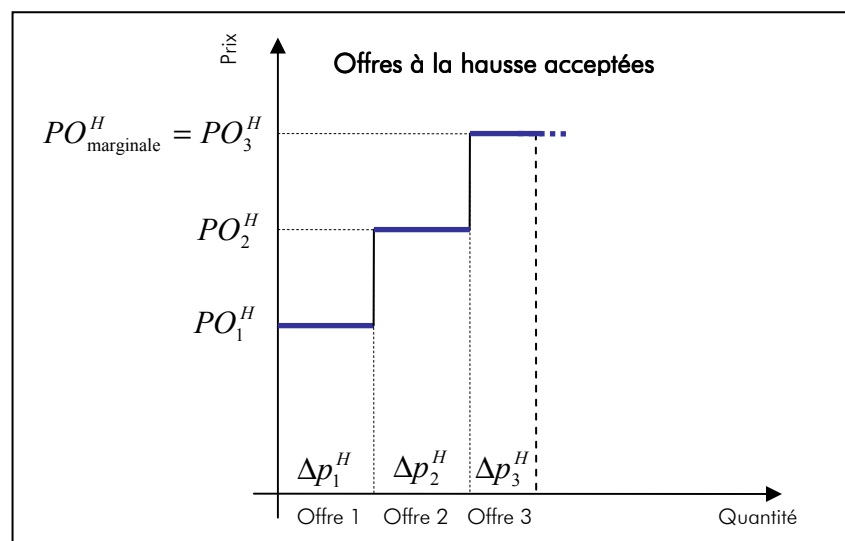 Prix
Offres à la hausse acceptées
PO^H_marginale = PO^H_3
PO^H_2
PO^H_1
Δp^H_1 Δp^H_2 Δp^H_3
Offre 1 Offre 2 Offre 3 Quantité